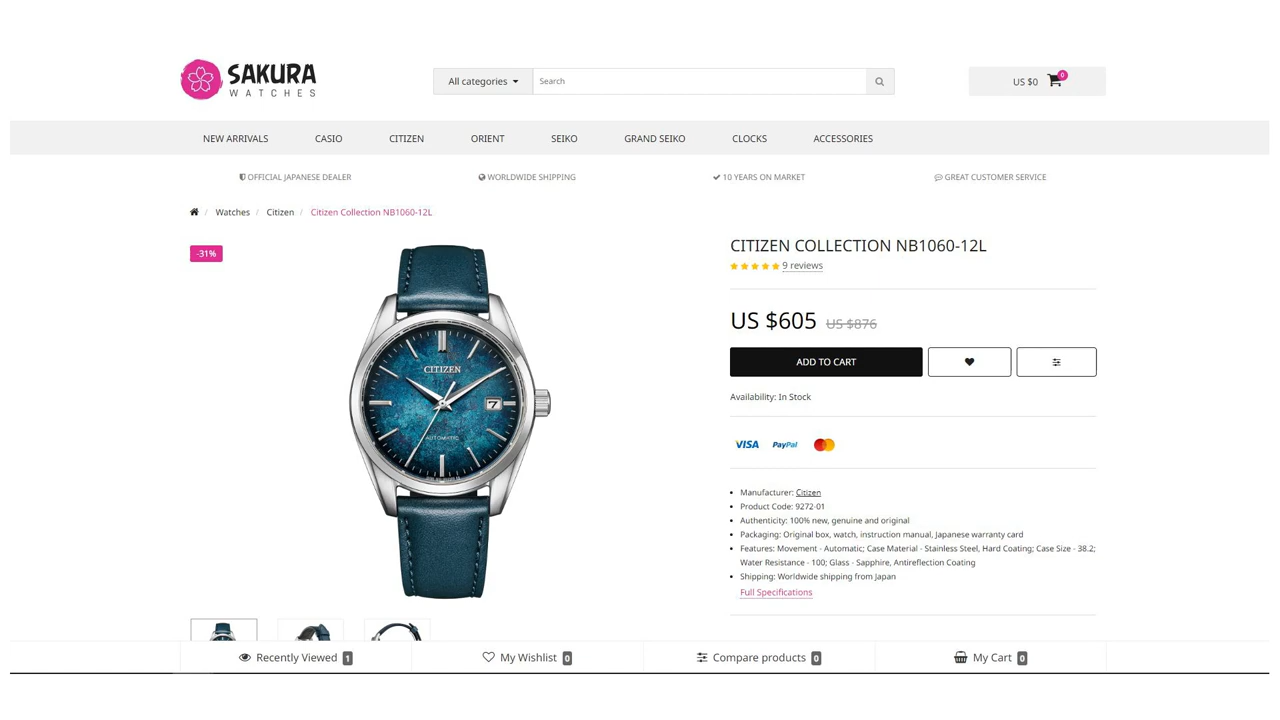 SAKURA
WATCHES
All categories
Search
US $0
0
NEW ARRIVALS
CASIO
CITIZEN
ORIENT
SEIKO
GRAND SEIKO
CLOCKS
ACCESSORIES
OFFICIAL JAPANESE DEALER
WORLDWIDE SHIPPING
10 YEARS ON MARKET
GREAT CUSTOMER SERVICE
/ Watches / Citizen / Citizen Collection NB1060-12L
-31%
CITIZEN
7
AUTOMATIC
CITIZEN COLLECTION NB1060-12L
9 reviews
US $605 US $876
ADD TO CART
Availability: In Stock
VISA PayPal
Manufacturer: Citizen
Product Code: 9272-01
Authenticity: 100% new, genuine and original
Packaging: Original box, watch, instruction manual, Japanese warranty card
Features: Movement - Automatic; Case Material - Stainless Steel, Hard Coating; Case Size - 38.2;
Water Resistance - 100; Glass - Sapphire, Antireflection Coating
Shipping: Worldwide shipping from Japan
Full Specifications
Recently Viewed 1
My Wishlist 0
Compare products 0
My Cart 0